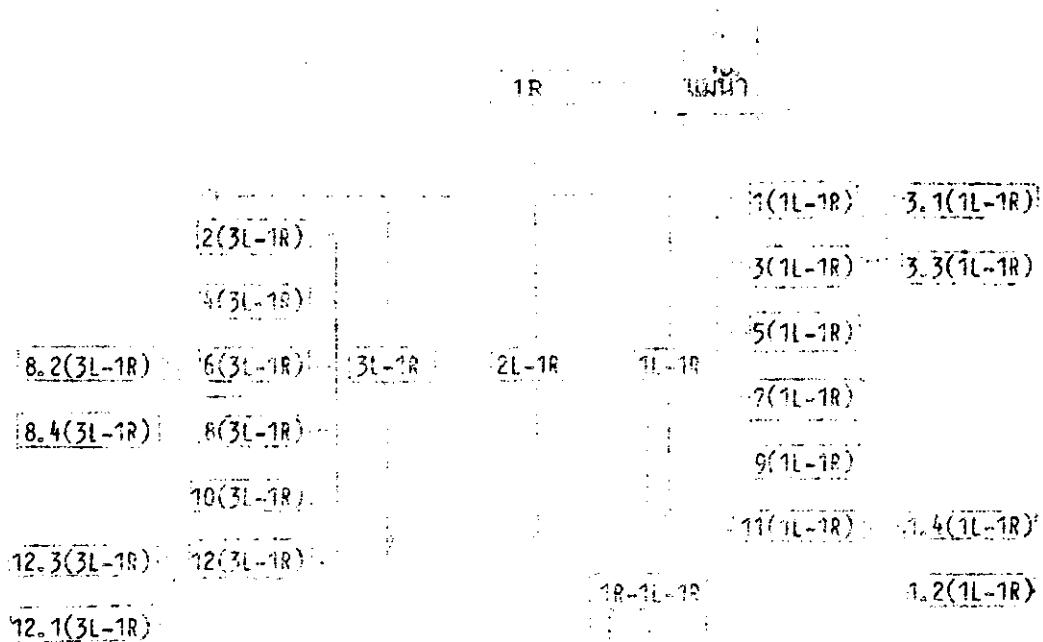 1R แม่น้ำ
1(1L-1R) 3.1(1L-1R)
2(3L-1R)
3(1L-1R) 3.3(1L-1R)
4(3L-1R)
5(1L-1R)
8.2(3L-1R) 6(3L-1R) 3L-1R 2L-1R 1L-1R
7(1L-1R)
8.4(3L-1R) 8(3L-1R)
9(1L-1R)
10(3L-1R)
11(1L-1R) 1.4(1L-1R)
12.3(3L-1R) 12(3L-1R)
1R-1L-1R 1.2(1L-1R)
12.1(3L-1R)